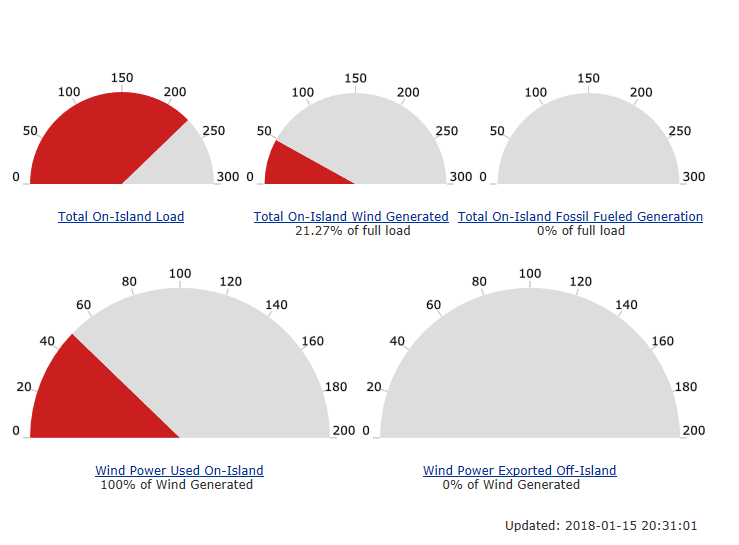 0 50 100 150 200 250 300
0 50 100 150 200 250 300
0 50 100 150 200 250 300
Total On-Island Load
Total On-Island Wind Generated
21.27% of full load
Total On-Island Fossil Fueled Generation
0% of full load
0 20 40 60 80 100 120 140 160 180 200
0 20 40 60 80 100 120 140 160 180 200
Wind Power Used On-Island
100% of Wind Generated
Wind Power Exported Off-Island
0% of Wind Generated
Updated: 2018-01-15 20:31:01